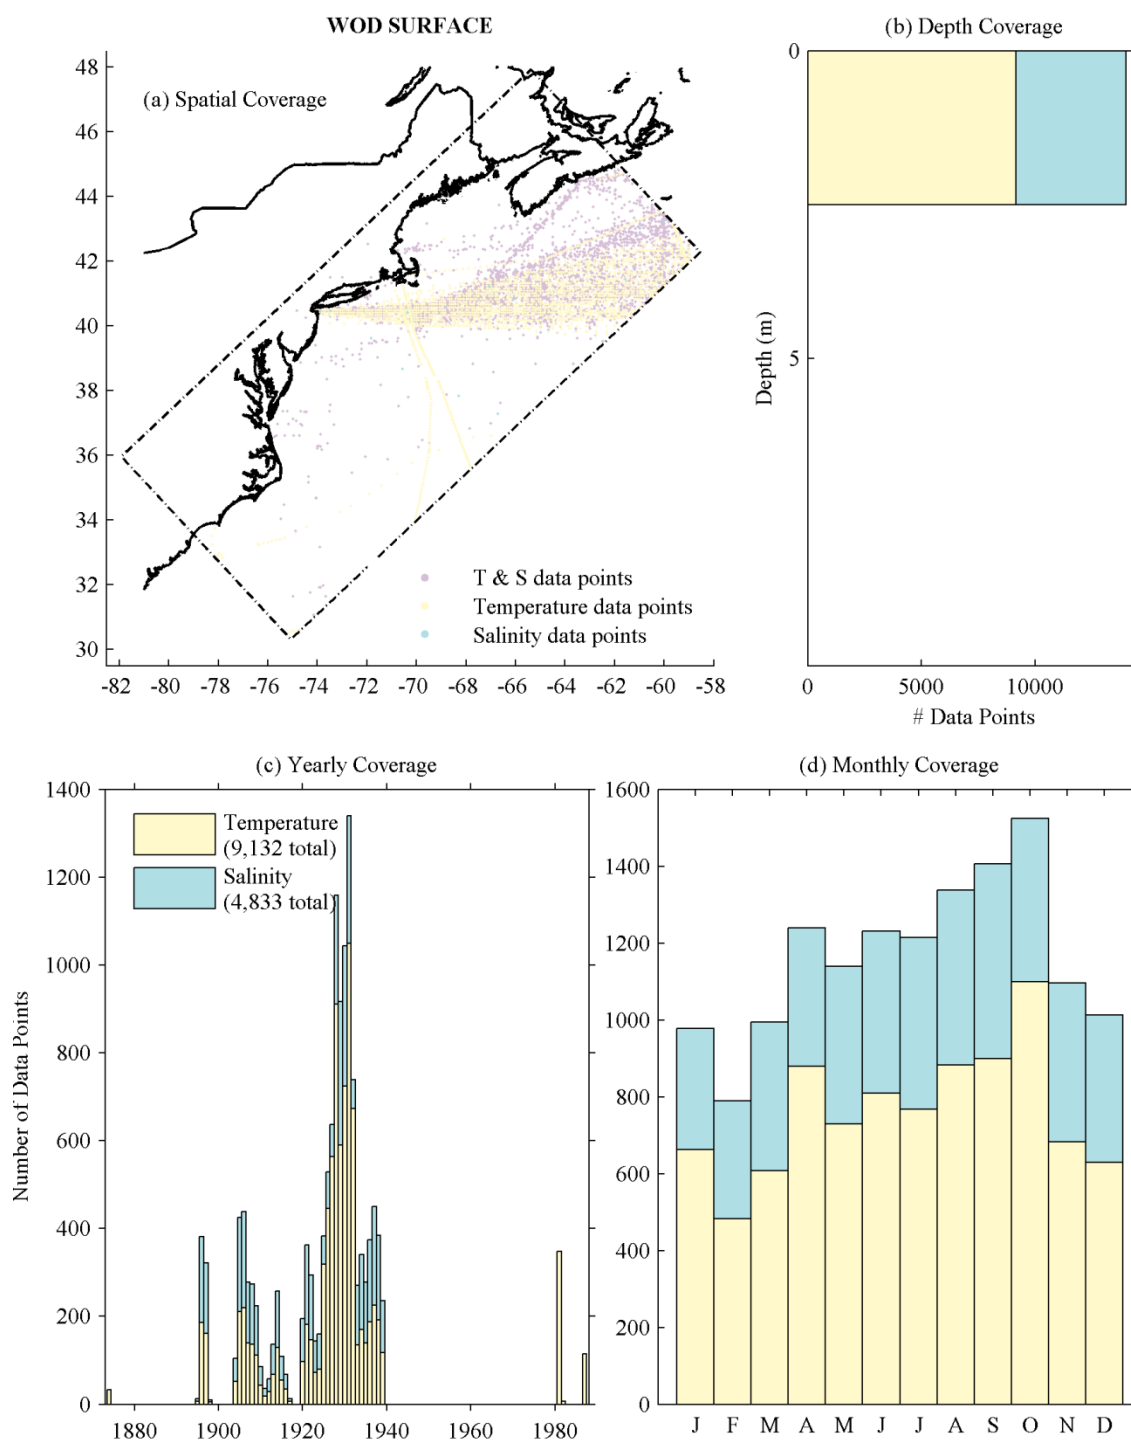 WOD SURFACE
(a) Spatial Coverage
48
46
44
42
40
38
36
34
32
30
T & S data points
Temperature data points
Salinity data points
-82 -80 -78 -76 -74 -72 -70 -68 -66 -64 -62 -60 -58
(b) Depth Coverage
0
5
Depth (m)
0 5000 10000
# Data Points
(c) Yearly Coverage
1400
1200
1000
800
600
400
200
0
Number of Data Points
Temperature
(9,132 total)
Salinity
(4,833 total)
1880 1900 1920 1940 1960 1980
(d) Monthly Coverage
1600
1400
1200
1000
800
600
400
200
0
J F M A M J J A S O N D